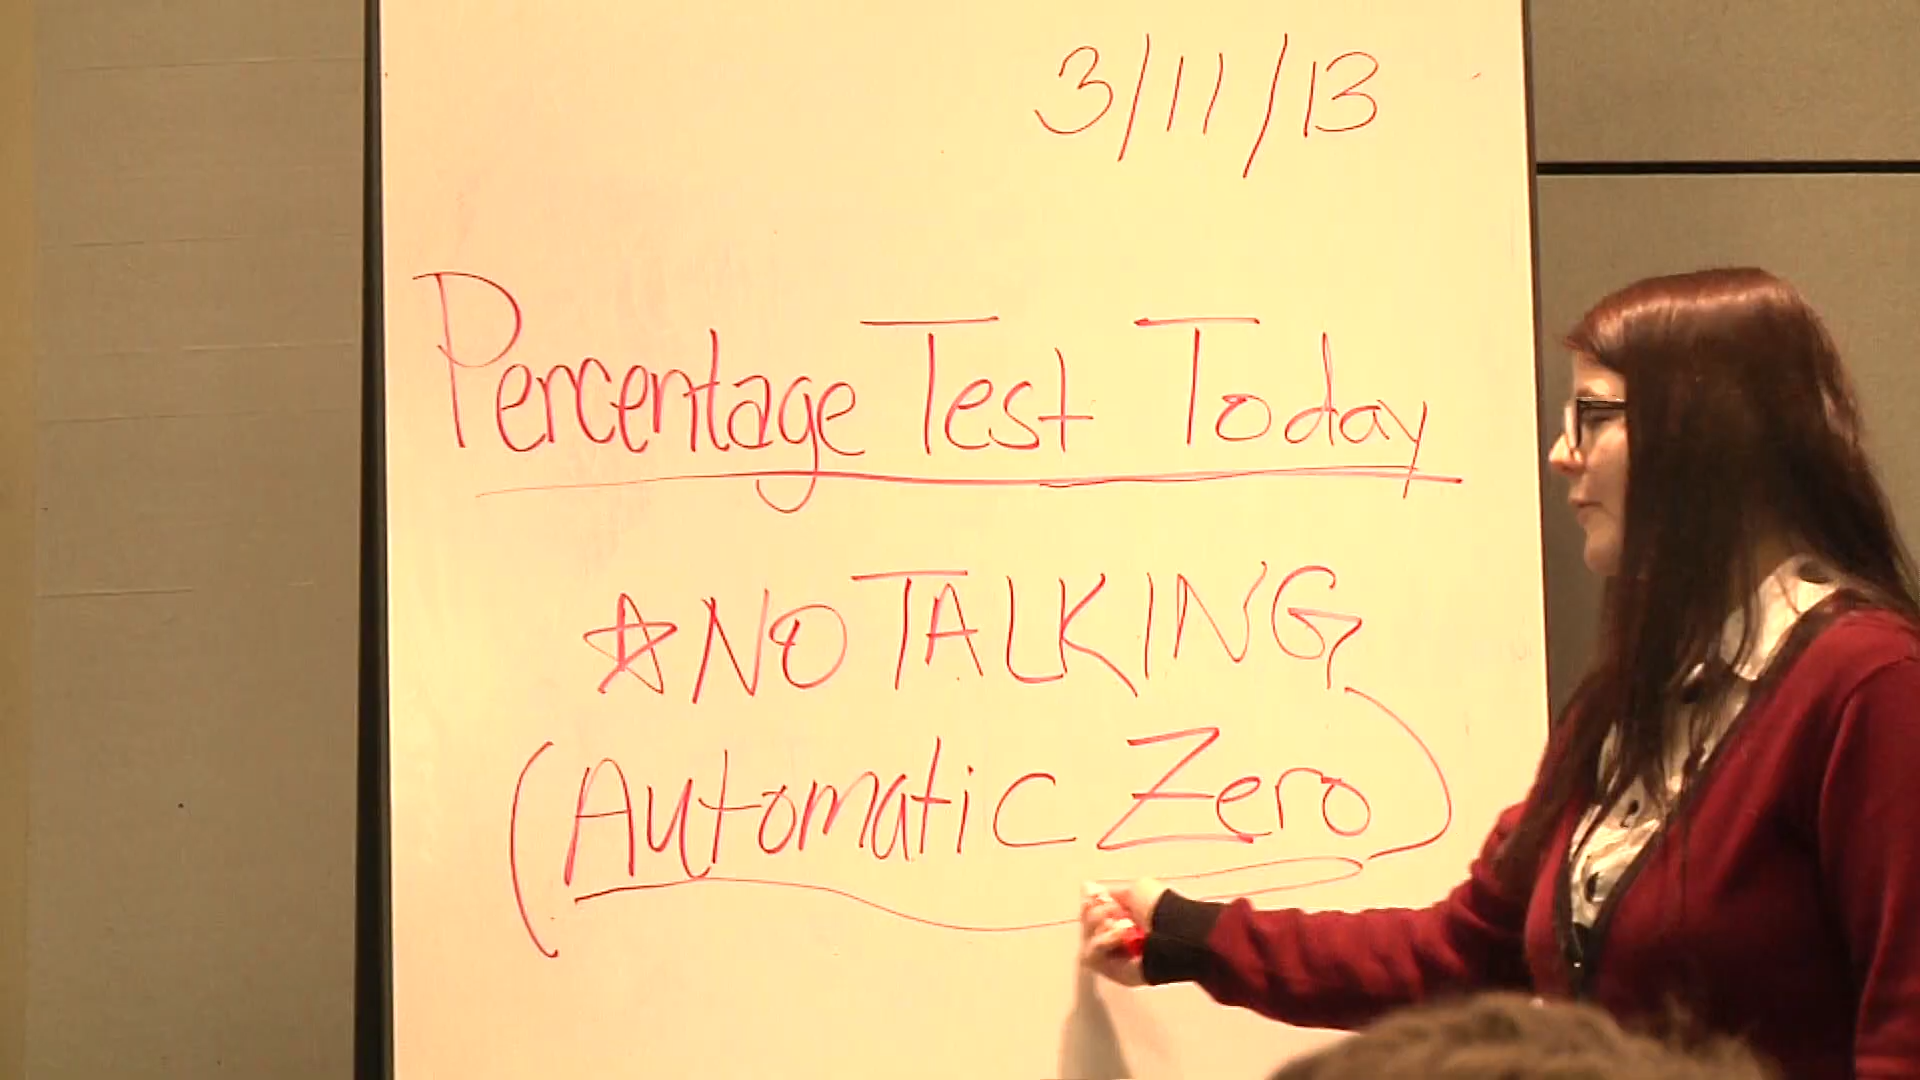 3/11/13
Percentage Test Today
☆NO TALKING
(Automatic Zero)